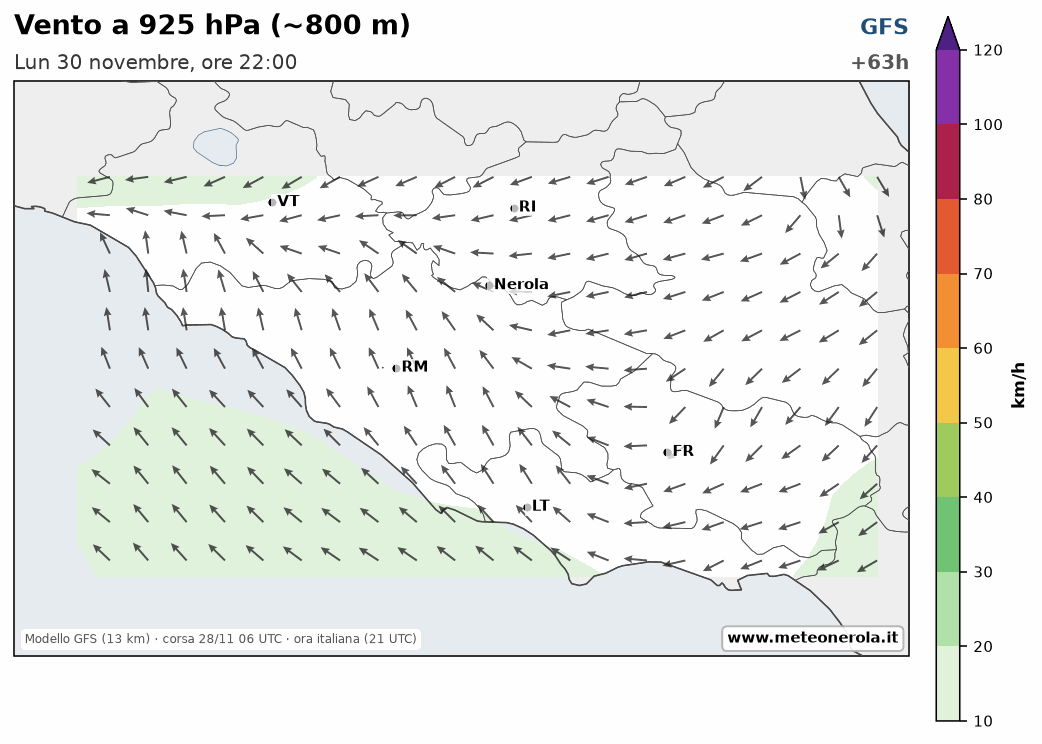 Vento a 925 hPa (~800 m)
GFS
Lun 30 novembre, ore 22:00
+63h
120
100
80
70
60
50
40
30
20
10
km/h
VT
RI
Nerola
RM
FR
LT
Modello GFS (13 km) · corsa 28/11 06 UTC · ora italiana (21 UTC)
www.meteonerola.it